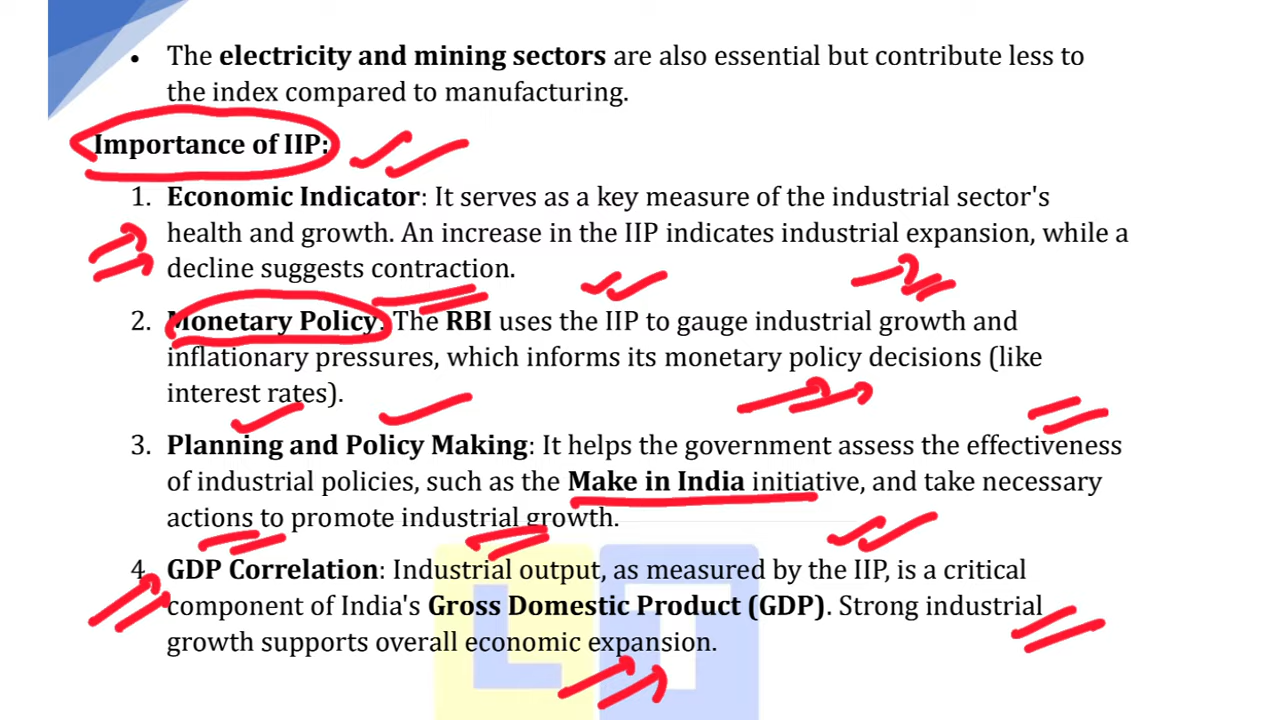 • The electricity and mining sectors are also essential but contribute less to
the index compared to manufacturing.
Importance of IIP:
1. Economic Indicator: It serves as a key measure of the industrial sector's
health and growth. An increase in the IIP indicates industrial expansion, while a
decline suggests contraction.
2. Monetary Policy: The RBI uses the IIP to gauge industrial growth and
inflationary pressures, which informs its monetary policy decisions (like
interest rates).
3. Planning and Policy Making: It helps the government assess the effectiveness
of industrial policies, such as the Make in India initiative, and take necessary
actions to promote industrial growth.
4. GDP Correlation: Industrial output, as measured by the IIP, is a critical
component of India's Gross Domestic Product (GDP). Strong industrial
growth supports overall economic expansion.